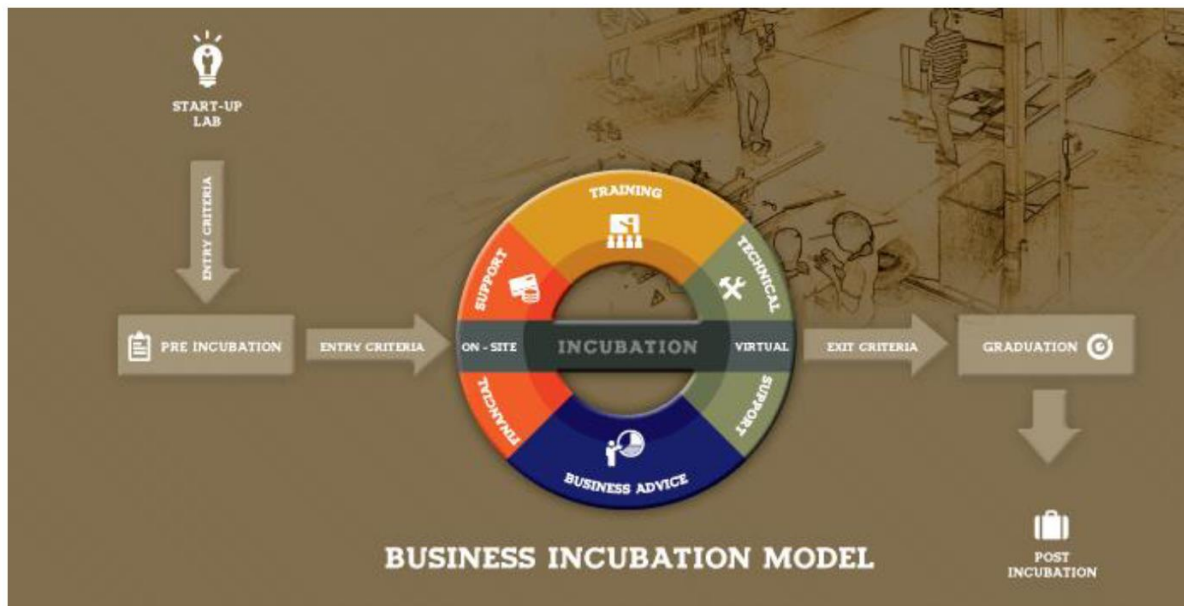 START-UP
LAB
ENTRY CRITERIA
PRE INCUBATION
ENTRY CRITERIA
TRAINING
SUPPORT
TECHNICAL
ON - SITE
INCUBATION
VIRTUAL
FINANCIAL
SUPPORT
BUSINESS ADVICE
EXIT CRITERIA
GRADUATION
POST
INCUBATION
BUSINESS INCUBATION MODEL